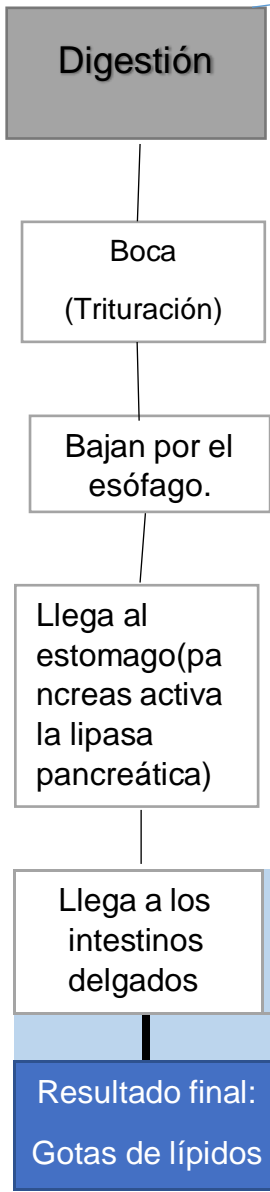 Digestión
Boca
(Trituración)
Bajan por el
esófago.
Llega al
estomago(pa
ncreas activa
la lipasa
pancreática)
Llega a los
intestinos
delgados
Resultado final:
Gotas de lípidos